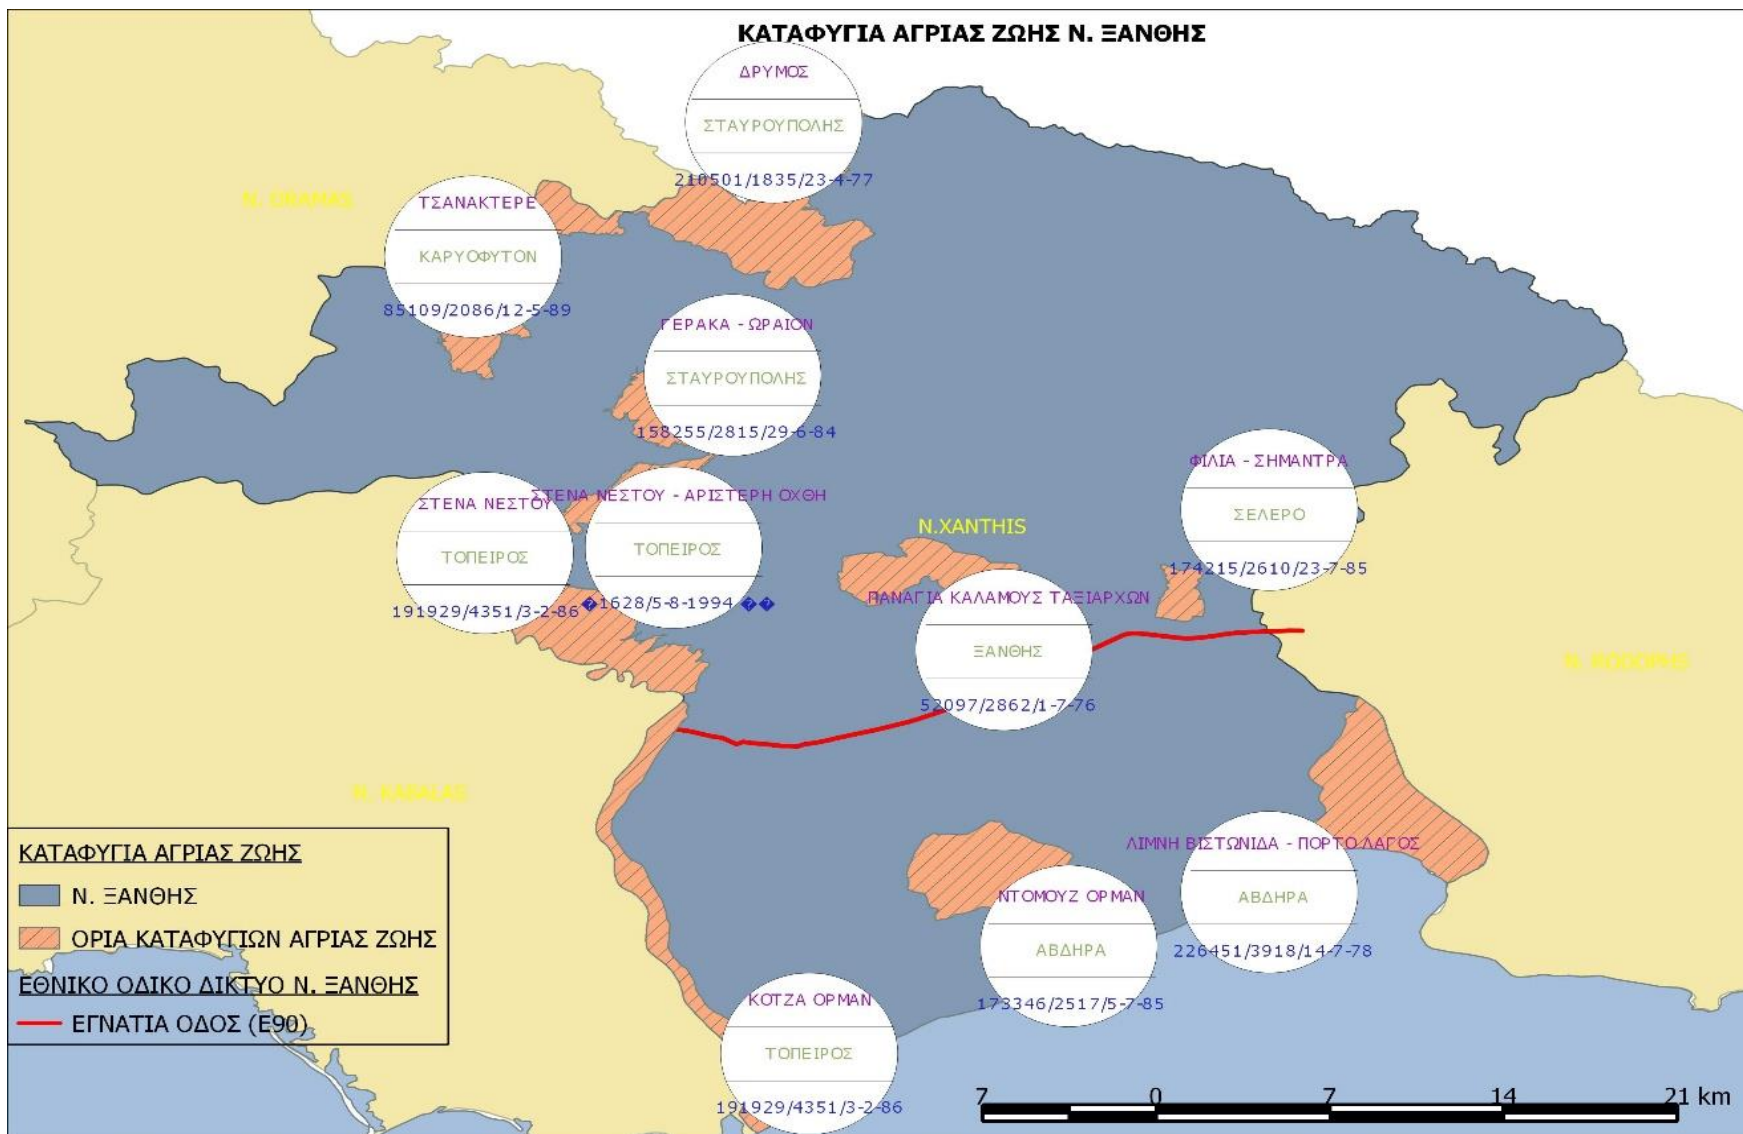 ΚΑΤΑΦΥΓΙΑ ΑΓΡΙΑΣ ΖΩΗΣ Ν. ΞΑΝΘΗΣ
ΔΡΥΜΟΣ
ΣΤΑΥΡΟΥΠΟΛΗΣ
210501/1835/23-4-77
N. DRAMAS
ΤΣΑΝΑΚΤΕΡΕ
ΚΑΡΥΟΦΥΤΟΝ
85109/2086/12-5-89
ΓΕΡΑΚΑ - ΩΡΑΙΟΝ
ΣΤΑΥΡΟΥΠΟΛΗΣ
158255/2815/29-6-84
ΦΙΛΙΑ - ΣΗΜΑΝΤΡΑ
ΣΕΛΕΡΟ
174215/2610/23-7-85
ΣΤΕΝΑ ΝΕΣΤΟΥ
ΤΟΠΕΙΡΟΣ
191929/4351/3-2-86
ΣΤΕΝΑ ΝΕΣΤΟΥ - ΑΡΙΣΤΕΡΗ ΟΧΘΗ
ΤΟΠΕΙΡΟΣ
�1628/5-8-1994 ��
N.XANTHIS
ΠΑΝΑΓΙΑ ΚΑΛΑΜΟΥΣ ΤΑΞΙΑΡΧΩΝ
ΞΑΝΘΗΣ
52097/2862/1-7-76
N. RODOPHS
N. KABALAS
ΛΙΜΝΗ ΒΙΣΤΩΝΙΔΑ - ΠΟΡΤΟ ΛΑΓΟΣ
ΑΒΔΗΡΑ
226451/3918/14-7-78
ΝΤΟΜΟΥΖ ΟΡΜΑΝ
ΑΒΔΗΡΑ
173346/2517/5-7-85
ΚΟΤΖΑ ΟΡΜΑΝ
ΤΟΠΕΙΡΟΣ
191929/4351/3-2-86
ΚΑΤΑΦΥΓΙΑ ΑΓΡΙΑΣ ΖΩΗΣ
Ν. ΞΑΝΘΗΣ
ΟΡΙΑ ΚΑΤΑΦΥΓΙΩΝ ΑΓΡΙΑΣ ΖΩΗΣ
ΕΘΝΙΚΟ ΟΔΙΚΟ ΔΙΚΤΥΟ Ν. ΞΑΝΘΗΣ
ΕΓΝΑΤΙΑ ΟΔΟΣ (Ε90)
7 0 7 14 21 km